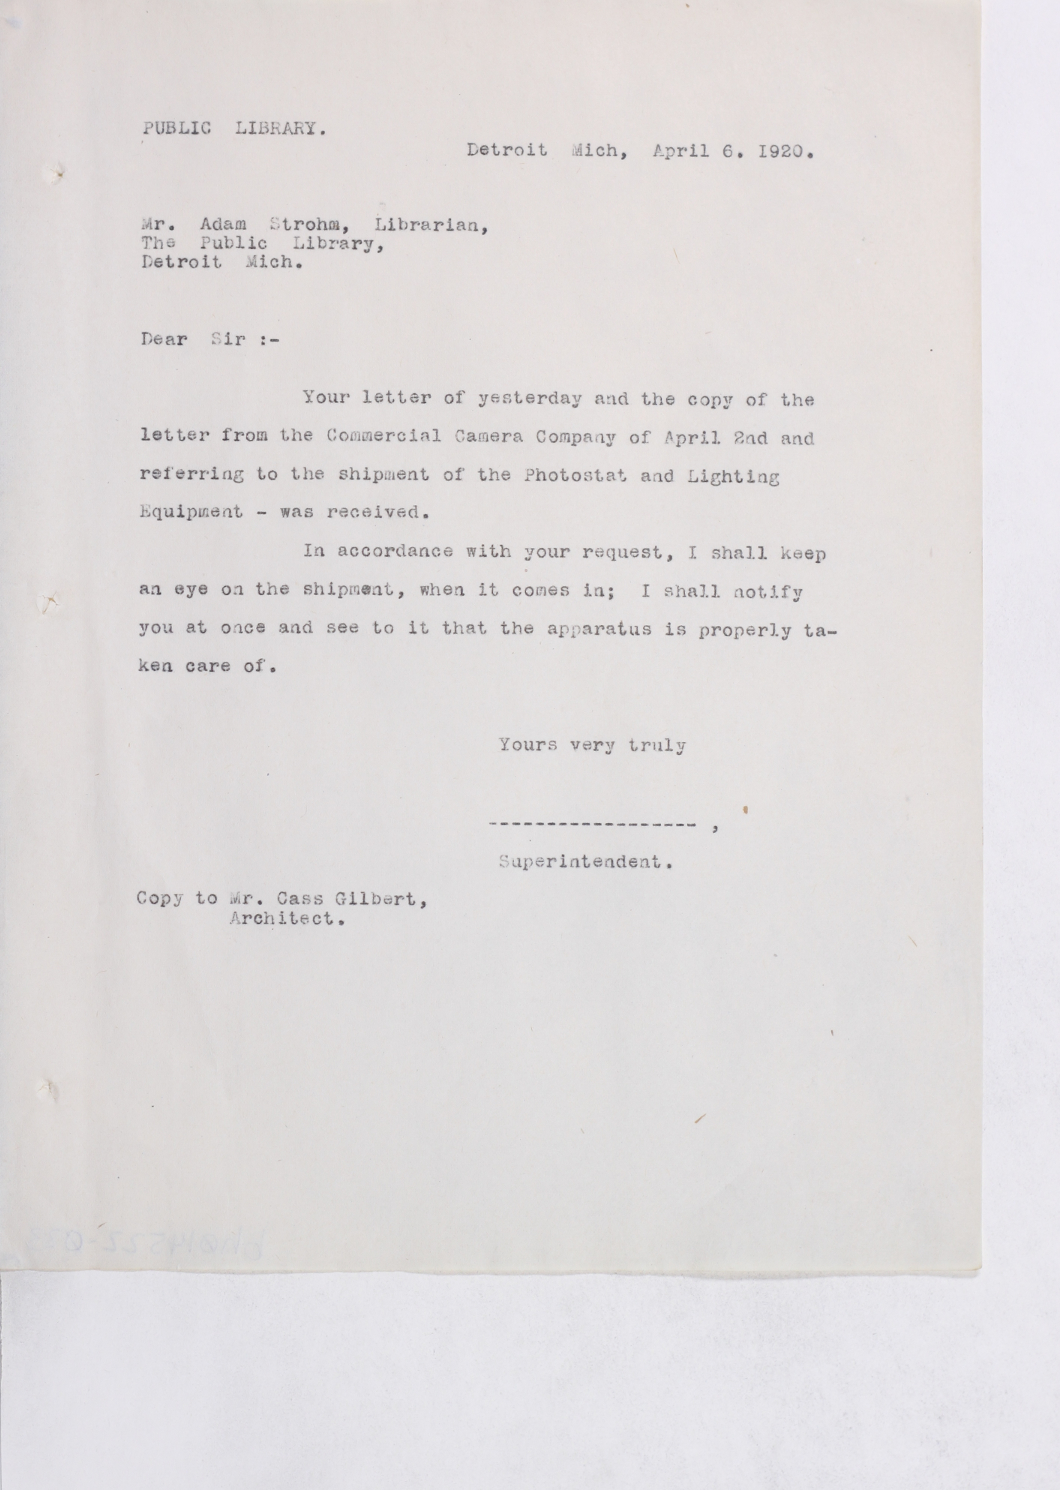 PUBLIC LIBRARY.
Detroit Mich, April 6. 1920.
Mr. Adam Strohm, Librarian,
The Public Library,
Detroit Mich.
Dear Sir :-
Your letter of yesterday and the copy of the
letter from the Commercial Camera Company of April 2nd and
referring to the shipment of the Photostat and Lighting
Equipment - was received.
In accordance with your request, I shall keep
an eye on the shipment, when it comes in; I shall notify
you at once and see to it that the apparatus is properly ta-
ken care of.
Yours very truly
------------------ ,
Superintendent.
Copy to Mr. Cass Gilbert,
Architect.